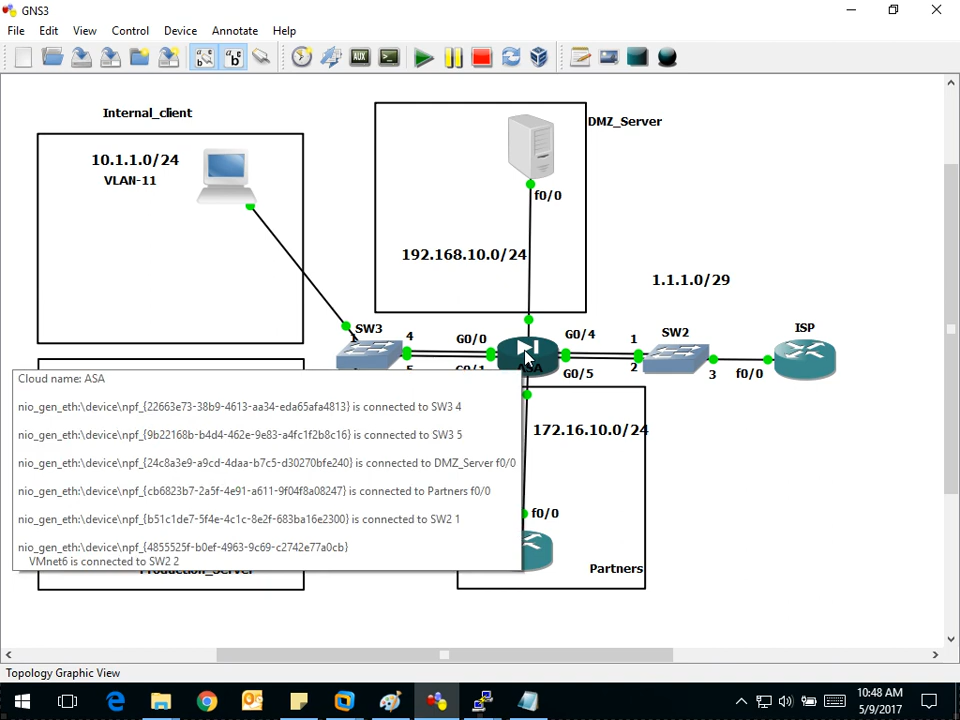 GNS3
File Edit View Control Device Annotate Help
Internal_client
10.1.1.0/24
VLAN-11
DMZ_Server
f0/0
192.168.10.0/24
1.1.1.0/29
SW3
1
4
G0/0
G0/4
1
SW2
ISP
ASA
G0/5
2
3
f0/0
Cloud name: ASA
nio_gen_eth:\device\npf_{22663e73-38b9-4613-aa34-eda65afa4813} is connected to SW3 4
nio_gen_eth:\device\npf_{9b22168b-b4d4-462e-9e83-a4fc1f2b8c16} is connected to SW3 5
nio_gen_eth:\device\npf_{24c8a3e9-a9cd-4daa-b7c5-d30270bfe240} is connected to DMZ_Server f0/0
nio_gen_eth:\device\npf_{cb6823b7-2a5f-4e91-a611-9f04f8a08247} is connected to Partners f0/0
nio_gen_eth:\device\npf_{b51c1de7-5f4e-4c1c-8e2f-683ba16e2300} is connected to SW2 1
nio_gen_eth:\device\npf_{4855525f-b0ef-4963-9c69-c2742e77a0cb}
VMnet6 is connected to SW2 2
172.16.10.0/24
f0/0
Partners
Topology Graphic View
10:48 AM
5/9/2017